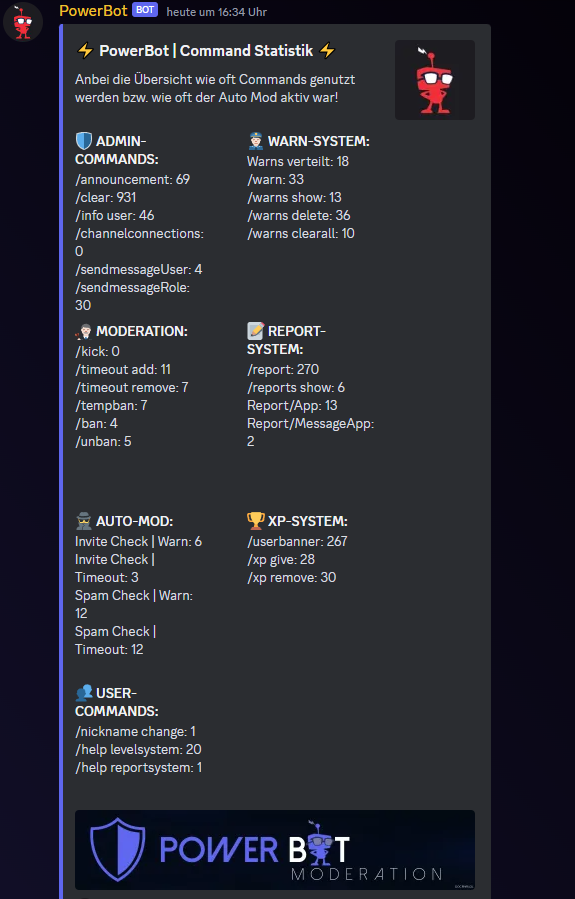 PowerBot BOT heute um 16:34 Uhr
⚡ PowerBot | Command Statistik ⚡
Anbei die Übersicht wie oft Commands genutzt
werden bzw. wie oft der Auto Mod aktiv war!
ADMIN-
COMMANDS:
/announcement: 69
/clear: 931
/info user: 46
/channelconnections:
0
/sendmessageUser: 4
/sendmessageRole:
30
WARN-SYSTEM:
Warns verteilt: 18
/warn: 33
/warns show: 13
/warns delete: 36
/warns clearall: 10
MODERATION:
/kick: 0
/timeout add: 11
/timeout remove: 7
/tempban: 7
/ban: 4
/unban: 5
REPORT-
SYSTEM:
/report: 270
/reports show: 6
Report/App: 13
Report/MessageApp:
2
AUTO-MOD:
Invite Check | Warn: 6
Invite Check |
Timeout: 3
Spam Check | Warn:
12
Spam Check |
Timeout: 12
XP-SYSTEM:
/userbanner: 267
/xp give: 28
/xp remove: 30
USER-
COMMANDS:
/nickname change: 1
/help levelsystem: 20
/help reportsystem: 1
POWER BOT
MODERATION